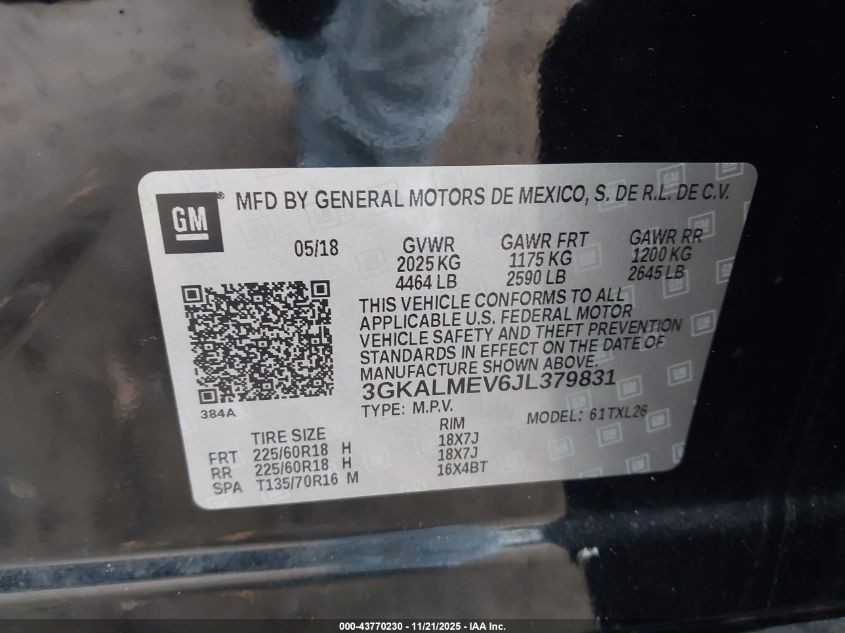 GM ® MFD BY GENERAL MOTORS DE MEXICO, S. DE R.L. DE C.V.
05/18 GVWR GAWR FRT GAWR RR
2025 KG 1175 KG 1200 KG
4464 LB 2590 LB 2645 LB
THIS VEHICLE CONFORMS TO ALL
APPLICABLE U.S. FEDERAL MOTOR
VEHICLE SAFETY AND THEFT PREVENTION
STANDARDS IN EFFECT ON THE DATE OF
MANUFACTURE SHOWN ABOVE.
3GKALMEV6JL379831
384A
TYPE: M.P.V. MODEL: 61TXL26
TIRE SIZE RIM
FRT 225/60R18 H 18X7J
RR 225/60R18 H 18X7J
SPA T135/70R16 M 16X4BT
000-43770230 - 11/21/2025 - IAA Inc.